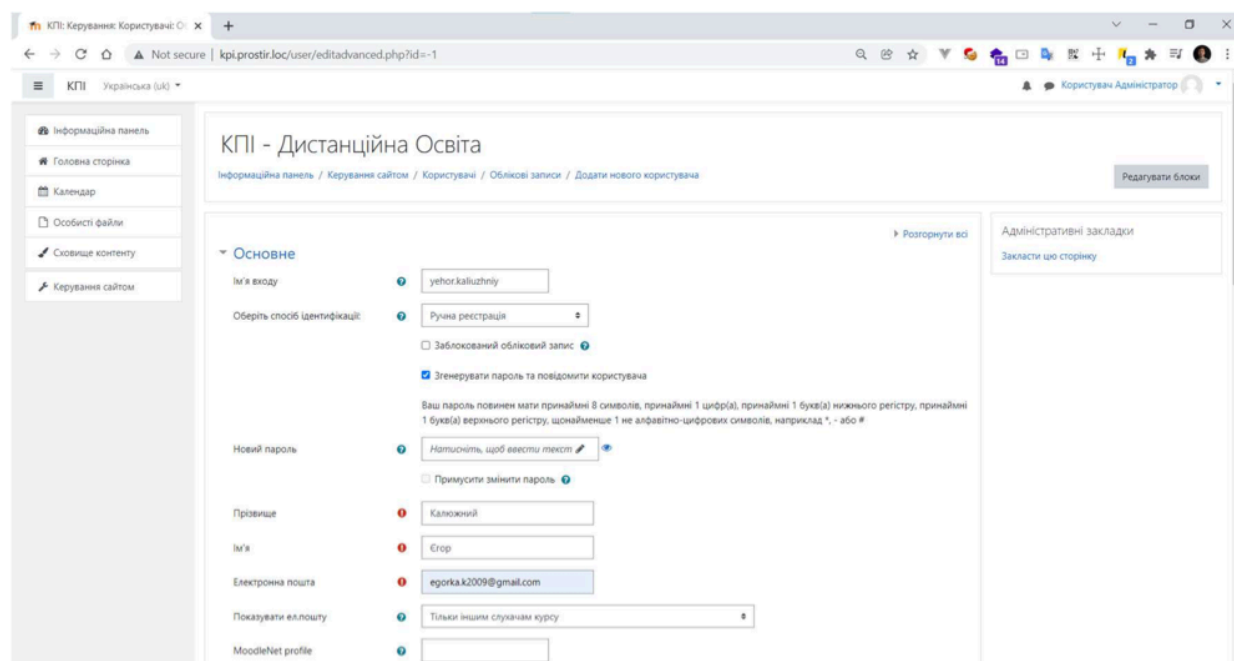 КПІ: Керування: Користувачі: О
Not secure | kpi.prostir.loc/user/editadvanced.php?id=-1
14
2
КПІ Українська (uk)
Користувач Адміністратор
Інформаційна панель
Головна сторінка
Календар
Особисті файли
Сховище контенту
Керування сайтом
КПІ - Дистанційна Освіта
Інформаційна панель / Керування сайтом / Користувачі / Облікові записи / Додати нового користувача
Редагувати блоки
Розгорнути всі
Основне
Ім'я входу
yehor.kaliuzhniy
Оберіть спосіб ідентифікації:
Ручна реєстрація
Заблокований обліковий запис
Згенерувати пароль та повідомити користувача
Ваш пароль повинен мати принаймні 8 символів, принаймні 1 цифр(а), принаймні 1 букв(а) нижнього регістру, принаймні
1 букв(а) верхнього регістру, щонайменше 1 не алфавітно-цифрових символів, наприклад *, - або #
Новий пароль
Натисніть, щоб ввести текст
Примусити змінити пароль
Прізвище
Калюжний
Ім'я
Єгор
Електронна пошта
egorka.k2009@gmail.com
Показувати ел.пошту
Тільки іншим слухачам курсу
MoodleNet profile
Адміністративні закладки
Закласти цю сторінку